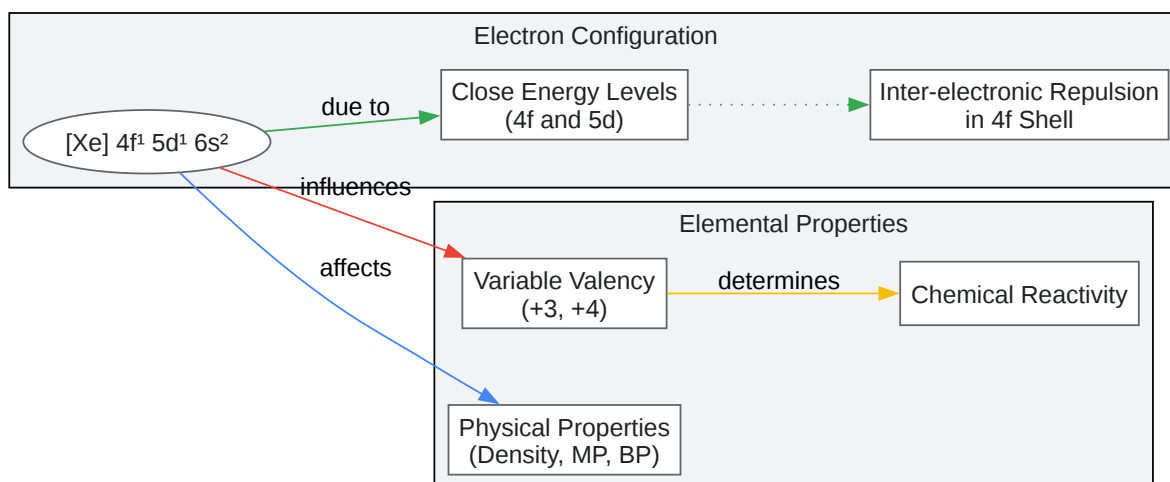 Electron Configuration
[Xe] 4f¹ 5d¹ 6s²
due to
Close Energy Levels
(4f and 5d)
Inter-electronic Repulsion
in 4f Shell
influences
affects
Elemental Properties
Variable Valency
(+3, +4)
determines
Chemical Reactivity
Physical Properties
(Density, MP, BP)